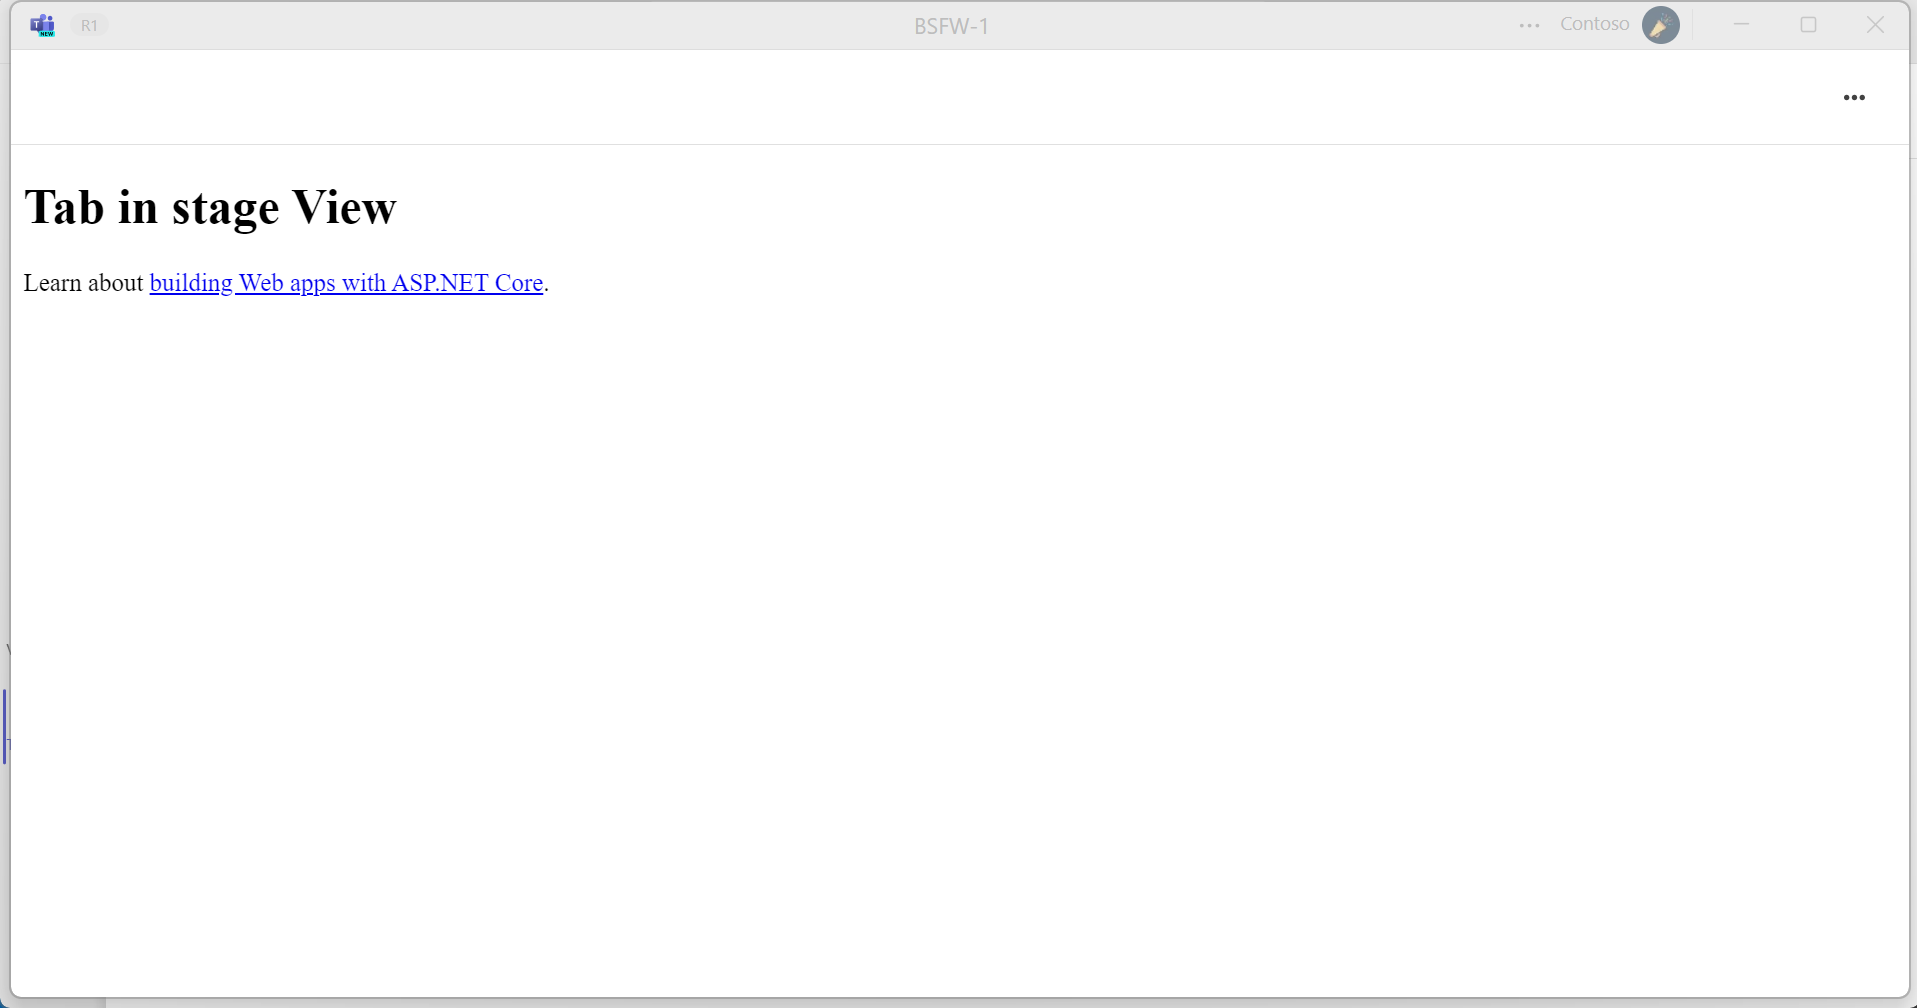 T
NEW
R1
BSFW-1
Contoso
Tab in stage View
Learn about building Web apps with ASP.NET Core.